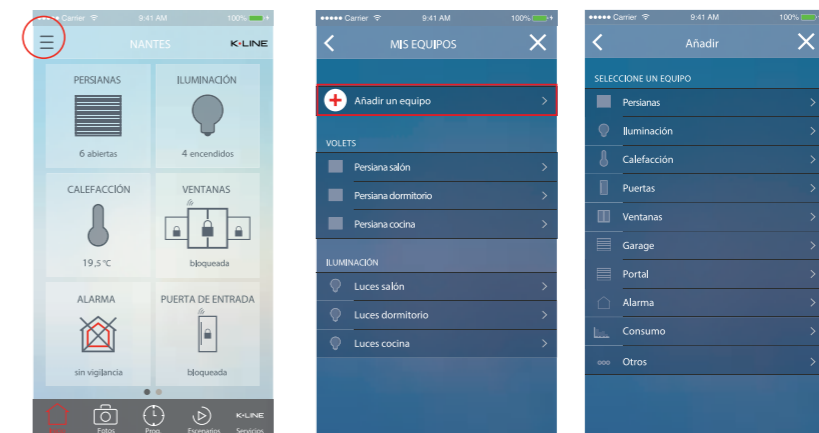 Carrier 9:41 AM 100%
NANTES K•LINE
PERSIANAS ILUMINACIÓN
6 abiertas 4 encendidos
CALEFACCIÓN VENTANAS
19,5 °C bloqueada
ALARMA PUERTA DE ENTRADA
sin vigilancia bloqueada
Fotos Prog. Escenarios Servicios
K•LINE
Carrier 9:41 AM 100%
MIS EQUIPOS
Añadir un equipo
VOLETS
Persiana salón
Persiana dormitorio
Persiana cocina
ILUMINACIÓN
Luces salón
Luces dormitorio
Luces cocina
Carrier 9:41 AM 100%
Añadir
SELECCIONE UN EQUIPO
Persianas
Iluminación
Calefacción
Puertas
Ventanas
Garage
Portal
Alarma
Consumo
Otros